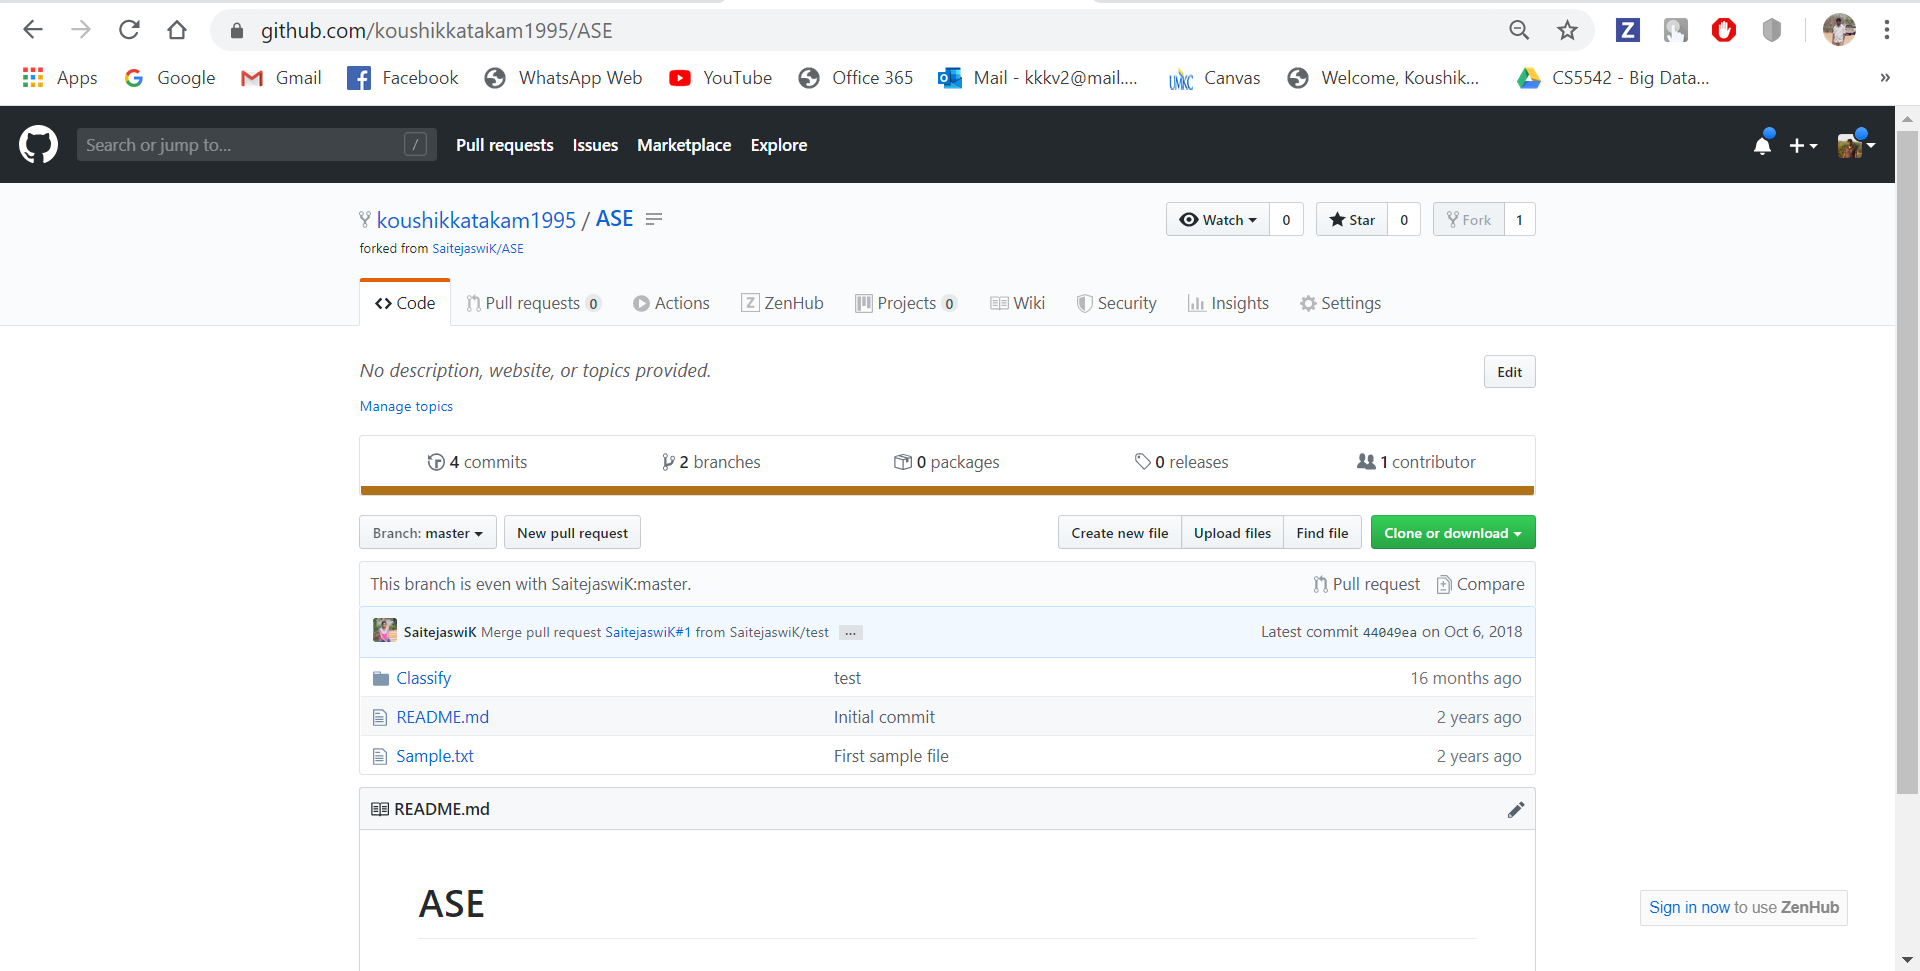 github.com/koushikkatakam1995/ASE
Apps Google Gmail Facebook WhatsApp Web YouTube Office 365 Mail - kkkv2@mail.... UMKC Canvas Welcome, Koushik... CS5542 - Big Data... »
Search or jump to... / Pull requests Issues Marketplace Explore
koushikkatakam1995 / ASE Watch 0 Star 0 Fork 1
forked from SaitejaswiK/ASE
Code Pull requests 0 Actions ZenHub Projects 0 Wiki Security Insights Settings
No description, website, or topics provided. Edit
Manage topics
4 commits 2 branches 0 packages 0 releases 1 contributor
Branch: master New pull request Create new file Upload files Find file Clone or download
This branch is even with SaitejaswiK:master. Pull request Compare
SaitejaswiK Merge pull request SaitejaswiK#1 from SaitejaswiK/test ... Latest commit 44049ea on Oct 6, 2018
Classify test 16 months ago
README.md Initial commit 2 years ago
Sample.txt First sample file 2 years ago
README.md
ASE
Sign in now to use ZenHub